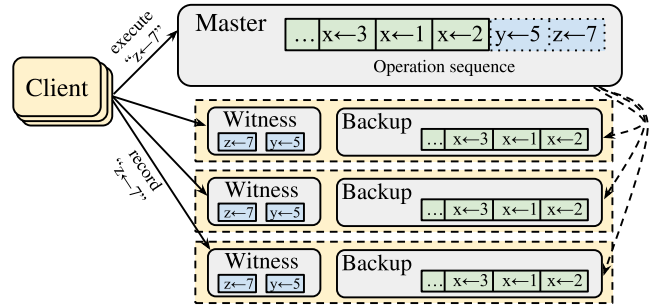 Master
… x←3 x←1 x←2 y←5 z←7
Operation sequence
execute
“z←7”
Client
record
“z←7”
Witness
z←7 y←5
Backup
… x←3 x←1 x←2
Witness
z←7 y←5
Backup
… x←3 x←1 x←2
Witness
z←7 y←5
Backup
… x←3 x←1 x←2